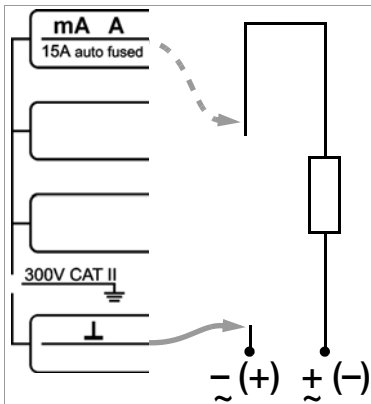 mA A
15A auto fused
300V CAT II
⊥
− (+) + (−)
~ ~